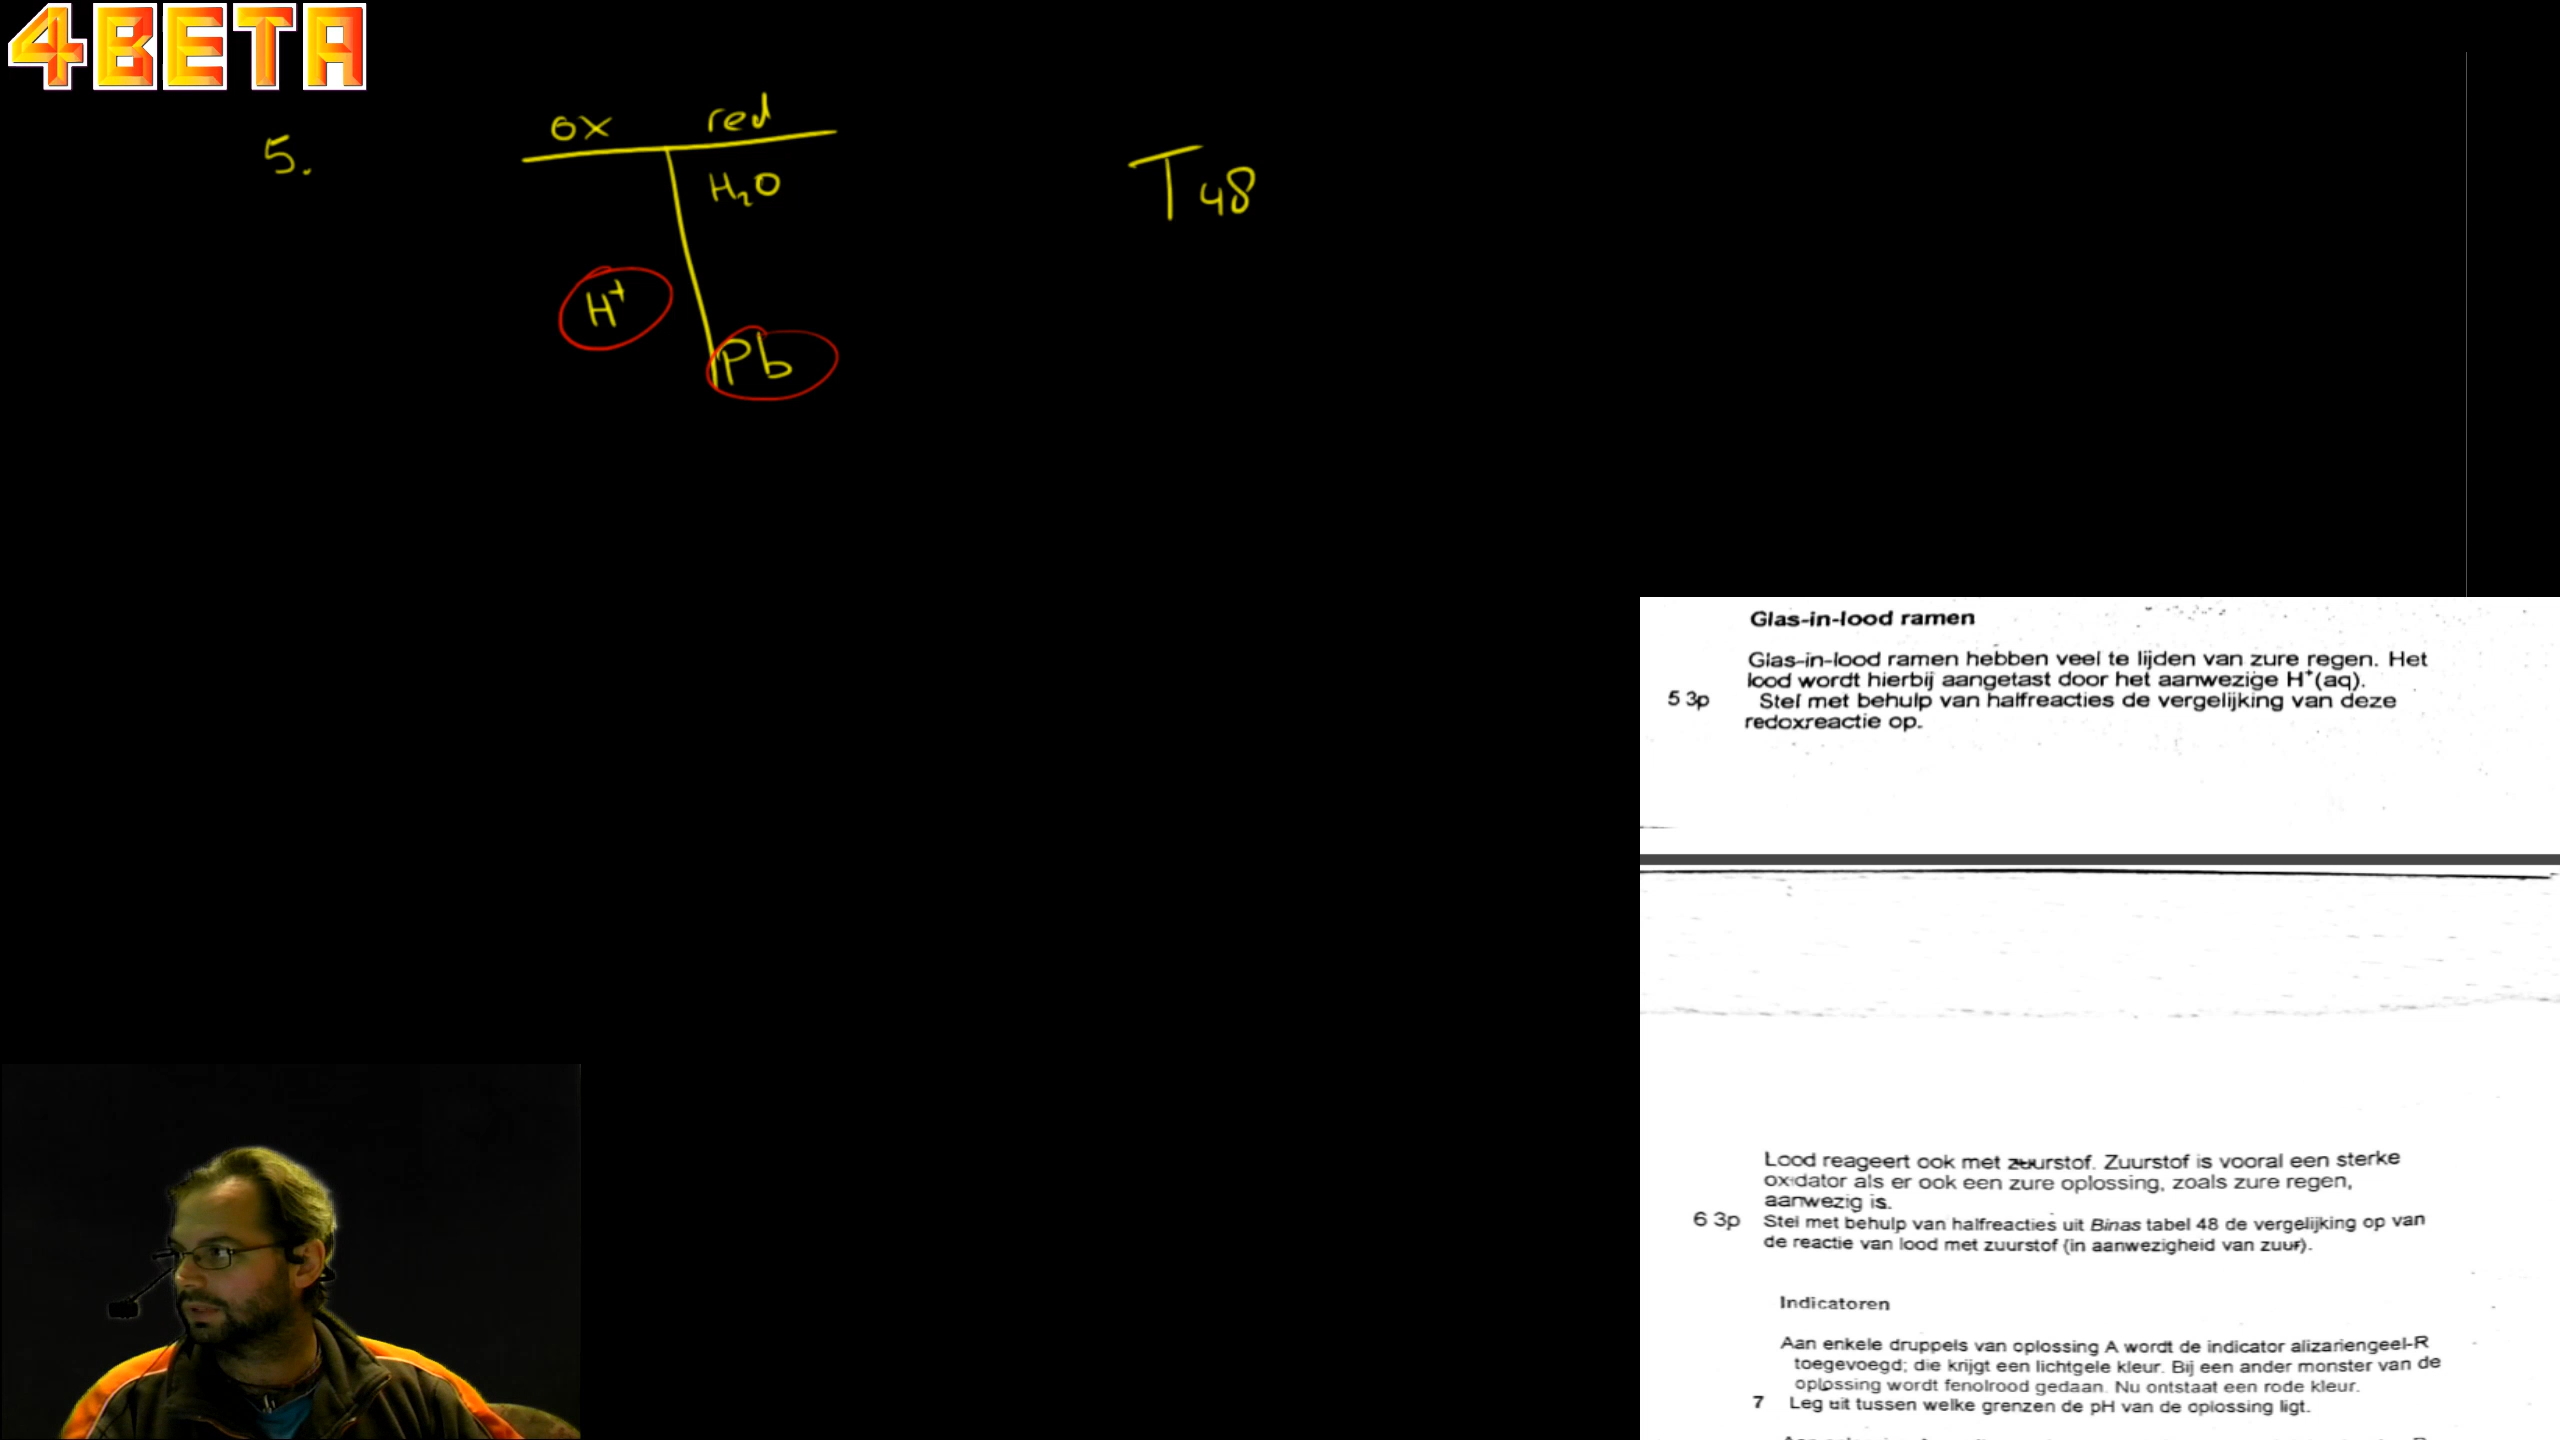 4BETA
5.
ox red
H₂O
H⁺
Pb
T48
Glas-in-lood ramen
Glas-in-lood ramen hebben veel te lijden van zure regen. Het
lood wordt hierbij aangetast door het aanwezige H⁺(aq).
5 3p Stel met behulp van halfreacties de vergelijking van deze
redoxreactie op.
Lood reageert ook met zuurstof. Zuurstof is vooral een sterke
oxidator als er ook een zure oplossing, zoals zure regen,
aanwezig is.
6 3p Stel met behulp van halfreacties uit Binas tabel 48 de vergelijking op van
de reactie van lood met zuurstof (in aanwezigheid van zuur).
Indicatoren
Aan enkele druppels van oplossing A wordt de indicator alizariengeel-R
toegevoegd; die krijgt een lichtgele kleur. Bij een ander monster van de
oplossing wordt fenolrood gedaan. Nu ontstaat een rode kleur.
7 Leg uit tussen welke grenzen de pH van de oplossing ligt.